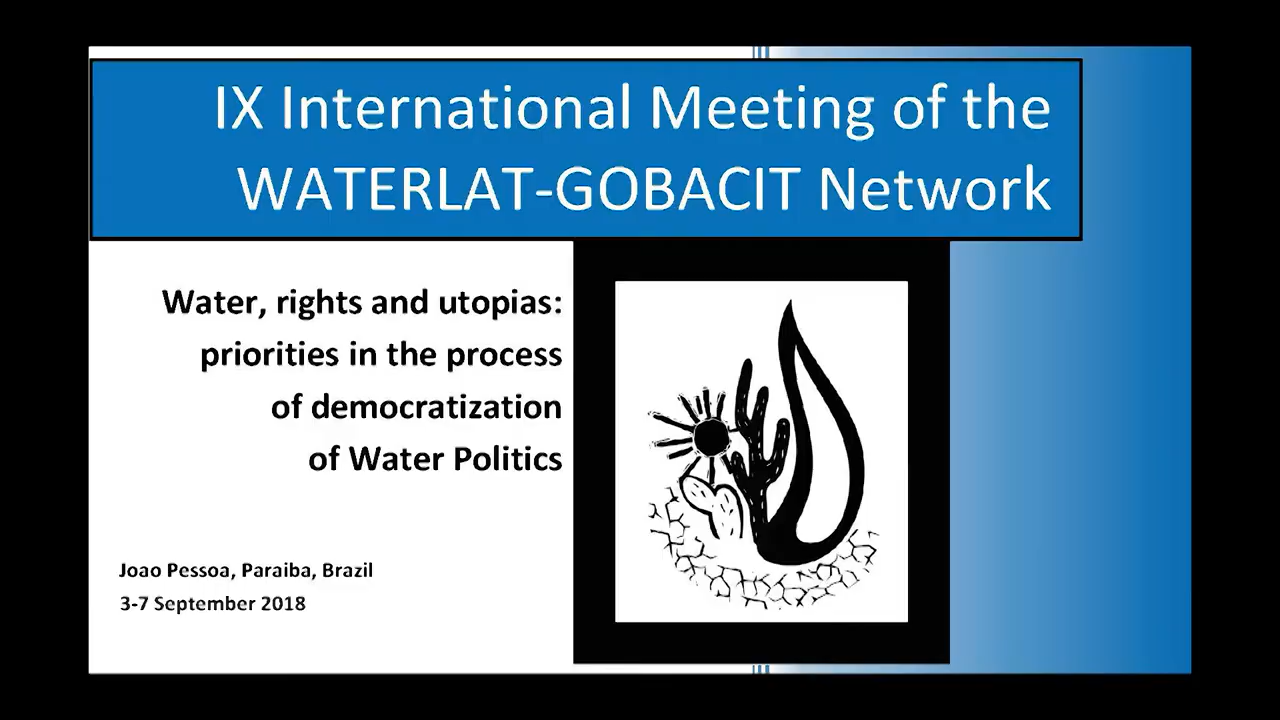 IX International Meeting of the
WATERLAT-GOBACIT Network
Water, rights and utopias:
priorities in the process
of democratization
of Water Politics
Joao Pessoa, Paraiba, Brazil
3-7 September 2018